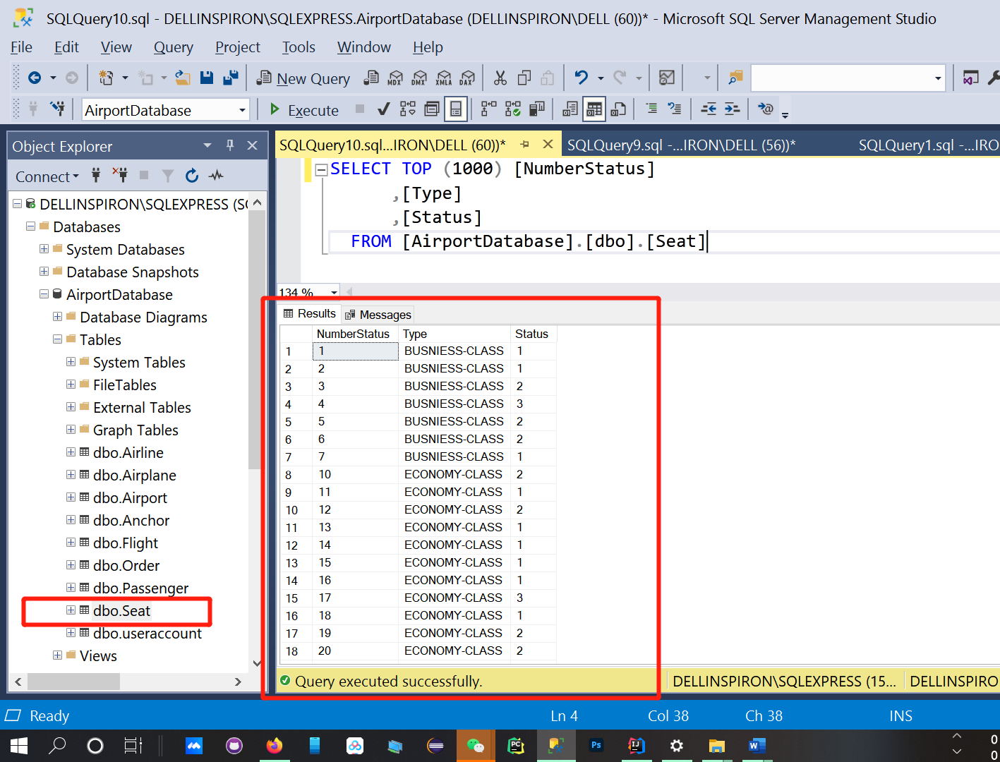 SQLQuery10.sql - DELLINSPIRON\SQLEXPRESS.AirportDatabase (DELLINSPIRON\DELL (60))* - Microsoft SQL Server Management Studio
File Edit View Query Project Tools Window Help
New Query MDX DMX XMLA DAX
AirportDatabase Execute
Object Explorer
Connect
DELLINSPIRON\SQLEXPRESS (SQ
Databases
System Databases
Database Snapshots
AirportDatabase
Database Diagrams
Tables
System Tables
FileTables
External Tables
Graph Tables
dbo.Airline
dbo.Airplane
dbo.Airport
dbo.Anchor
dbo.Flight
dbo.Order
dbo.Passenger
dbo.Seat
dbo.useraccount
Views
SQLQuery10.sql...IRON\DELL (60))* SQLQuery9.sql -...IRON\DELL (56))* SQLQuery1.sql -...IRO
SELECT TOP (1000) [NumberStatus]
,[Type]
,[Status]
FROM [AirportDatabase].[dbo].[Seat]
134 %
Results Messages
NumberStatus Type Status
1 1 BUSNIESS-CLASS 1
2 2 BUSNIESS-CLASS 1
3 3 BUSNIESS-CLASS 2
4 4 BUSNIESS-CLASS 3
5 5 BUSNIESS-CLASS 2
6 6 BUSNIESS-CLASS 2
7 7 BUSNIESS-CLASS 1
8 10 ECONOMY-CLASS 2
9 11 ECONOMY-CLASS 1
10 12 ECONOMY-CLASS 2
11 13 ECONOMY-CLASS 1
12 14 ECONOMY-CLASS 1
13 15 ECONOMY-CLASS 1
14 16 ECONOMY-CLASS 1
15 17 ECONOMY-CLASS 3
16 18 ECONOMY-CLASS 1
17 19 ECONOMY-CLASS 2
18 20 ECONOMY-CLASS 2
Query executed successfully. DELLINSPIRON\SQLEXPRESS (15... DELLINSPIRO
Ready Ln 4 Col 38 Ch 38 INS
PC Ps IJ W
0
0